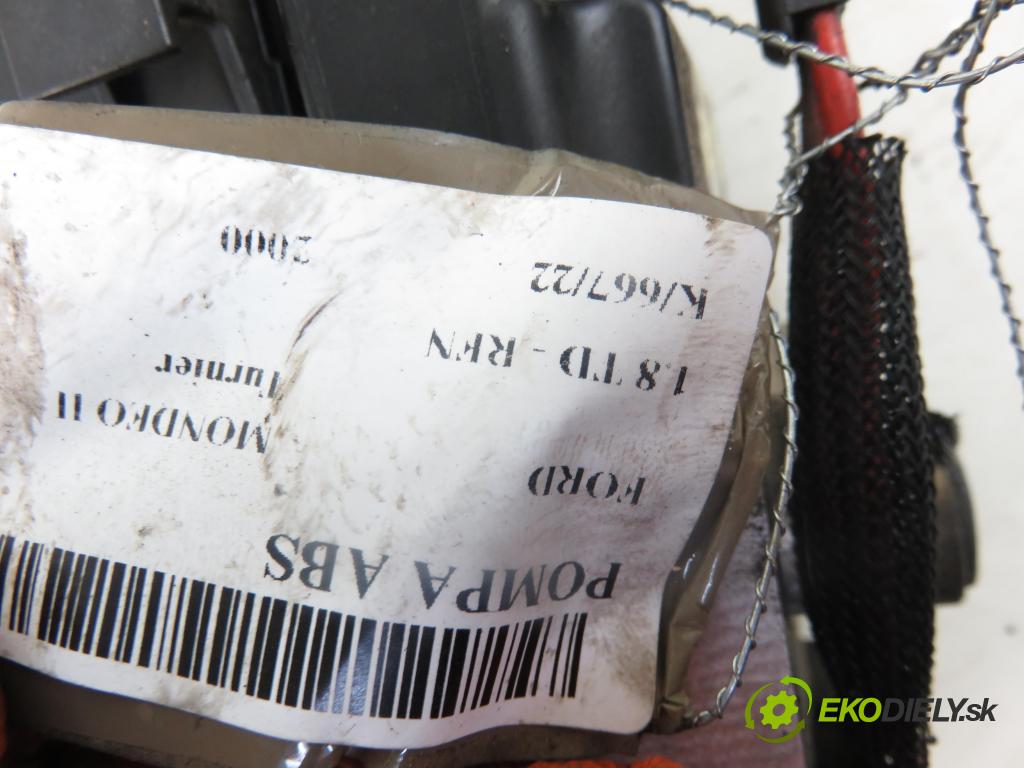 POMPA ABS
FORD
MONDEO II
Turnier
1.8 TD - RFN
K/667/22
2000
EKODIELY.sk